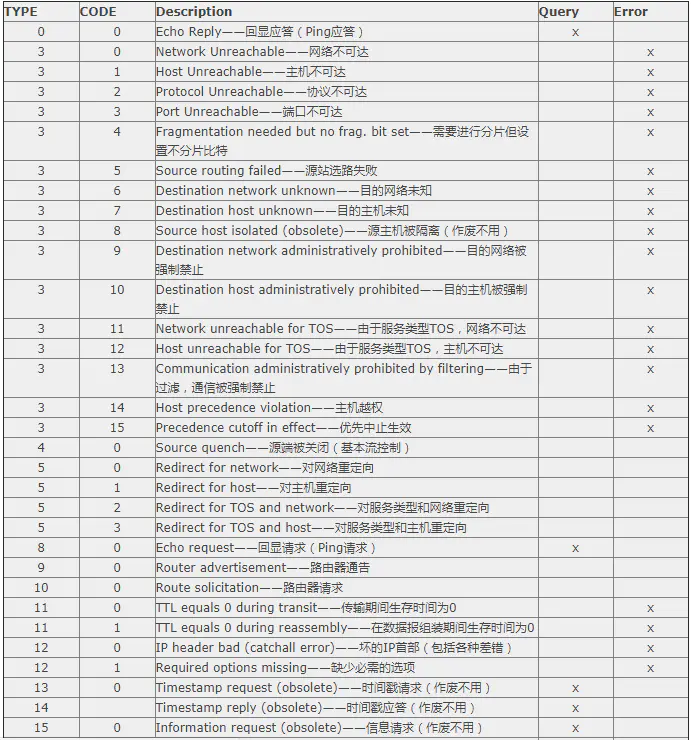 TYPE CODE Description Query Error
0 0 Echo Reply——回显应答（Ping应答） x
3 0 Network Unreachable——网络不可达 x
3 1 Host Unreachable——主机不可达 x
3 2 Protocol Unreachable——协议不可达 x
3 3 Port Unreachable——端口不可达 x
3 4 Fragmentation needed but no frag. bit set——需要进行分片但设 x
置不分片比特
3 5 Source routing failed——源站选路失败 x
3 6 Destination network unknown——目的网络未知 x
3 7 Destination host unknown——目的主机未知 x
3 8 Source host isolated (obsolete)——源主机被隔离（作废不用） x
3 9 Destination network administratively prohibited——目的网络被 x
强制禁止
3 10 Destination host administratively prohibited——目的主机被强制 x
禁止
3 11 Network unreachable for TOS——由于服务类型TOS，网络不可达 x
3 12 Host unreachable for TOS——由于服务类型TOS，主机不可达 x
3 13 Communication administratively prohibited by filtering——由于 x
过滤，通信被强制禁止
3 14 Host precedence violation——主机越权 x
3 15 Precedence cutoff in effect——优先中止生效 x
4 0 Source quench——源端被关闭（基本流控制）
5 0 Redirect for network——对网络重定向
5 1 Redirect for host——对主机重定向
5 2 Redirect for TOS and network——对服务类型和网络重定向
5 3 Redirect for TOS and host——对服务类型和主机重定向
8 0 Echo request——回显请求（Ping请求） x
9 0 Router advertisement——路由器通告
10 0 Route solicitation——路由器请求
11 0 TTL equals 0 during transit——传输期间生存时间为0 x
11 1 TTL equals 0 during reassembly——在数据报组装期间生存时间为0 x
12 0 IP header bad (catchall error)——坏的IP首部（包括各种差错） x
12 1 Required options missing——缺少必需的选项 x
13 0 Timestamp request (obsolete)——时间戳请求（作废不用） x
14 Timestamp reply (obsolete)——时间戳应答（作废不用） x
15 0 Information request (obsolete)——信息请求（作废不用） x